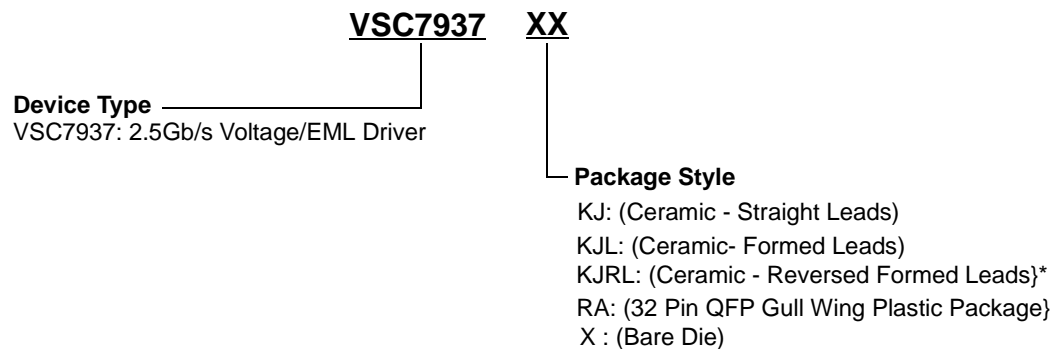 VSC7937 XX
Device Type
VSC7937: 2.5Gb/s Voltage/EML Driver
Package Style
KJ: (Ceramic - Straight Leads)
KJL: (Ceramic- Formed Leads)
KJRL: (Ceramic - Reversed Formed Leads}*
RA: (32 Pin QFP Gull Wing Plastic Package}
X : (Bare Die)